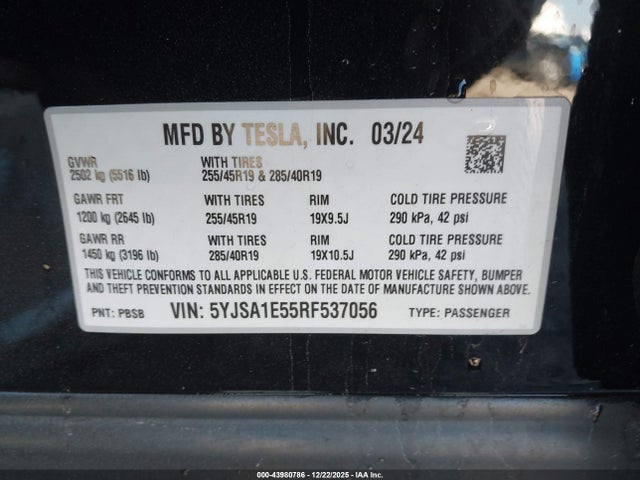 MFD BY TESLA, INC. 03/24
GVWR WITH TIRES
2502 kg (5516 lb) 255/45R19 & 285/40R19
GAWR FRT WITH TIRES RIM COLD TIRE PRESSURE
1200 kg (2645 lb) 255/45R19 19X9.5J 290 kPa, 42 psi
GAWR RR WITH TIRES RIM COLD TIRE PRESSURE
1450 kg (3196 lb) 285/40R19 19X10.5J 290 kPa, 42 psi
THIS VEHICLE CONFORMS TO ALL APPLICABLE U.S. FEDERAL MOTOR VEHICLE SAFETY, BUMPER
AND THEFT PREVENTION STANDARDS IN EFFECT ON THE DATE OF MANUFACTURE SHOWN ABOVE.
PNT: PBSB VIN: 5YJSA1E55RF537056 TYPE: PASSENGER
000-43980786 - 12/22/2025 - COPYRIGHT IAA, LLC.